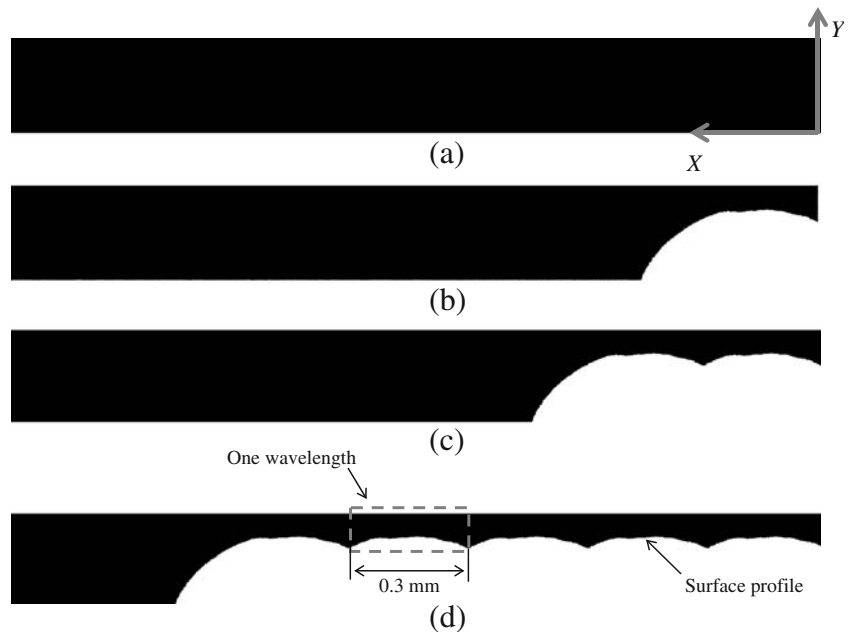 Y
X
(a)
(b)
(c)
One wavelength
0.3 mm
Surface profile
(d)